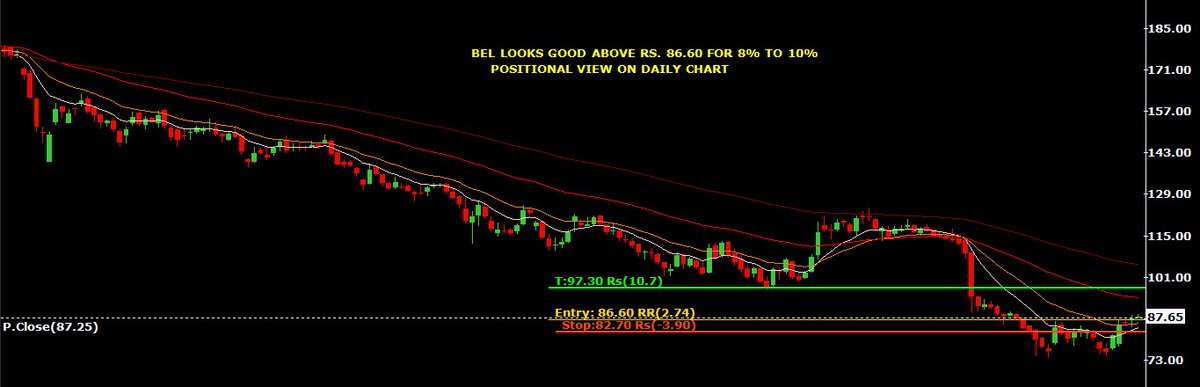 185.00
BEL LOOKS GOOD ABOVE RS. 86.60 FOR 8% TO 10%
POSITIONAL VIEW ON DAILY CHART
171.00
157.00
143.00
129.00
115.00
101.00
T:97.30 Rs(10.7)
Entry: 86.60 RR(2.74)
87.65
Stop:82.70 Rs(-3.90)
P.Close(87.25)
73.00